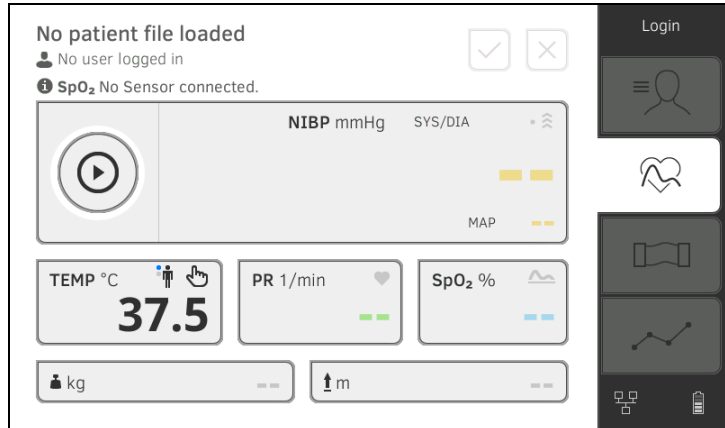 No patient file loaded
No user logged in
SpO₂ No Sensor connected.
NIBP mmHg SYS/DIA
-- --
MAP --
TEMP °C
37.5
PR 1/min
--
SpO₂ %
--
kg --
m --
Login